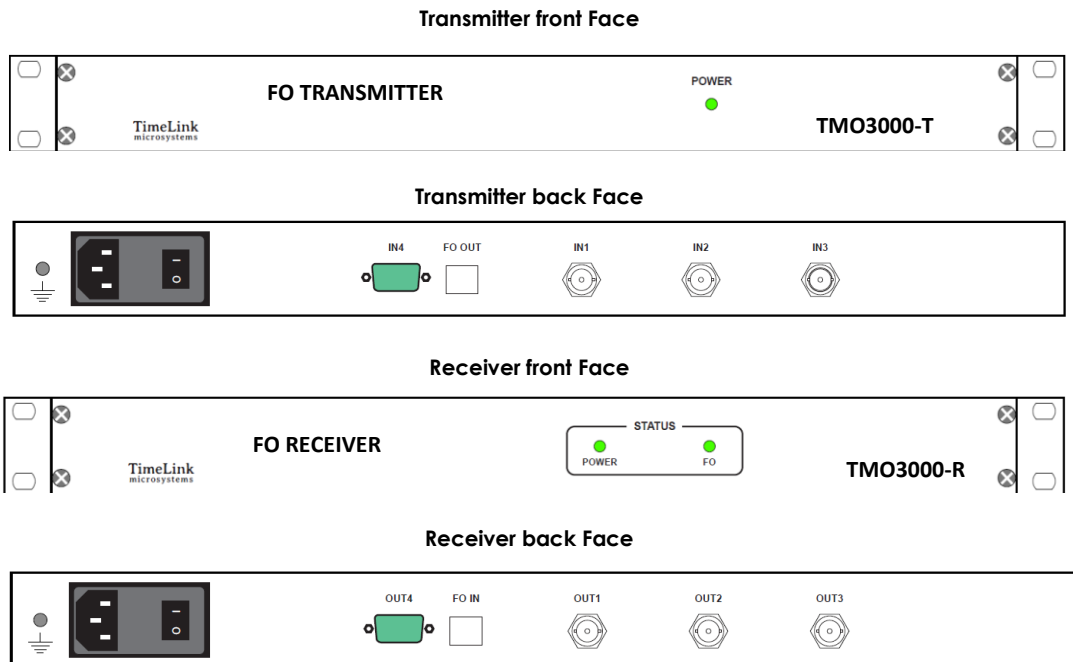 Transmitter front Face
POWER
FO TRANSMITTER
TMO3000-T
TimeLink
microsystems
Transmitter back Face
IN4 FO OUT IN1 IN2 IN3
I
O
Receiver front Face
STATUS
FO RECEIVER
POWER FO
TMO3000-R
TimeLink
microsystems
Receiver back Face
OUT4 FO IN OUT1 OUT2 OUT3
I
O